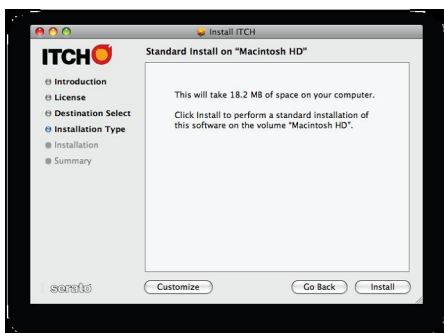 Install ITCH
ITCH
Standard Install on "Macintosh HD"
Introduction
License
Destination Select
Installation Type
Installation
Summary
This will take 18.2 MB of space on your computer.
Click Install to perform a standard installation of
this software on the volume "Macintosh HD".
serato
Customize
Go Back
Install